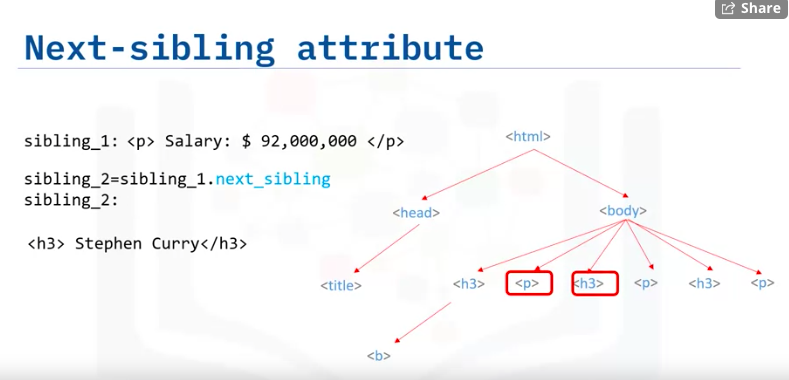 Share
Next-sibling attribute
sibling_1: <p> Salary: $ 92,000,000 </p>
sibling_2=sibling_1.next_sibling
sibling_2:
<h3> Stephen Curry</h3>
<html>
<head> <body>
<title> <h3> <p> <h3> <p> <h3> <p>
<b>